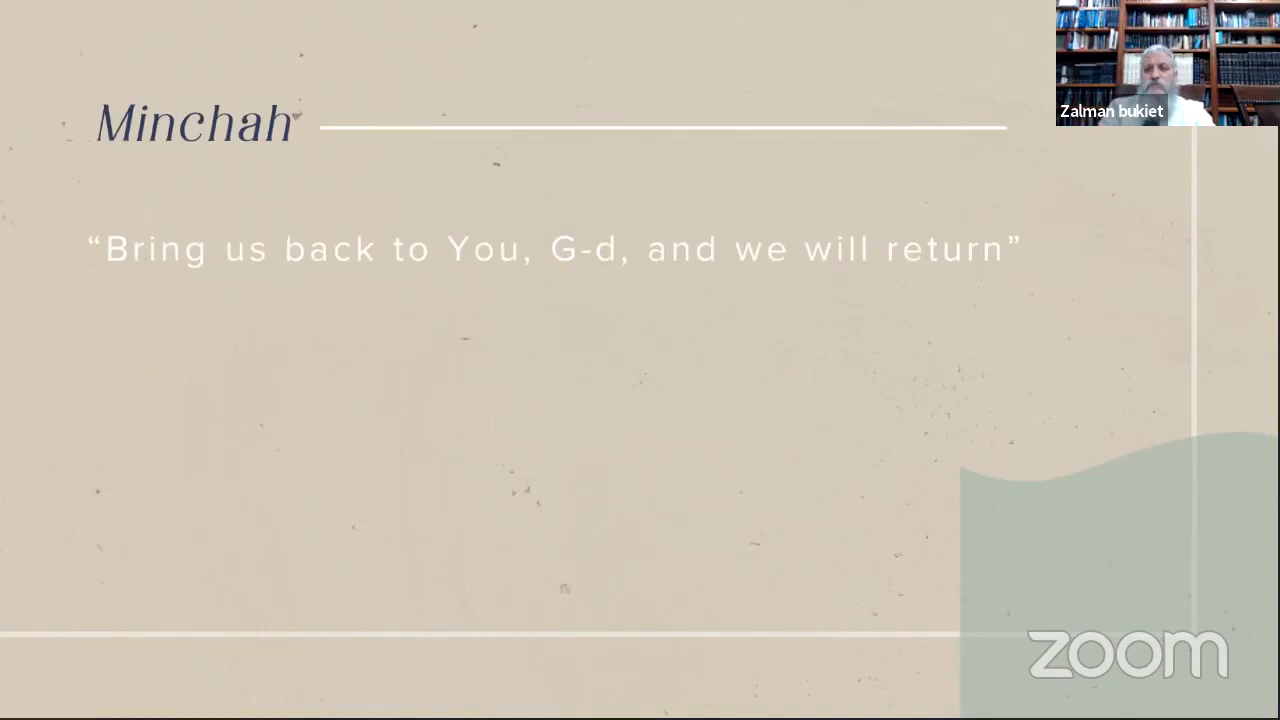 Zalman bukiet
Minchah
“Bring us back to You, G-d, and we will return”
zoom